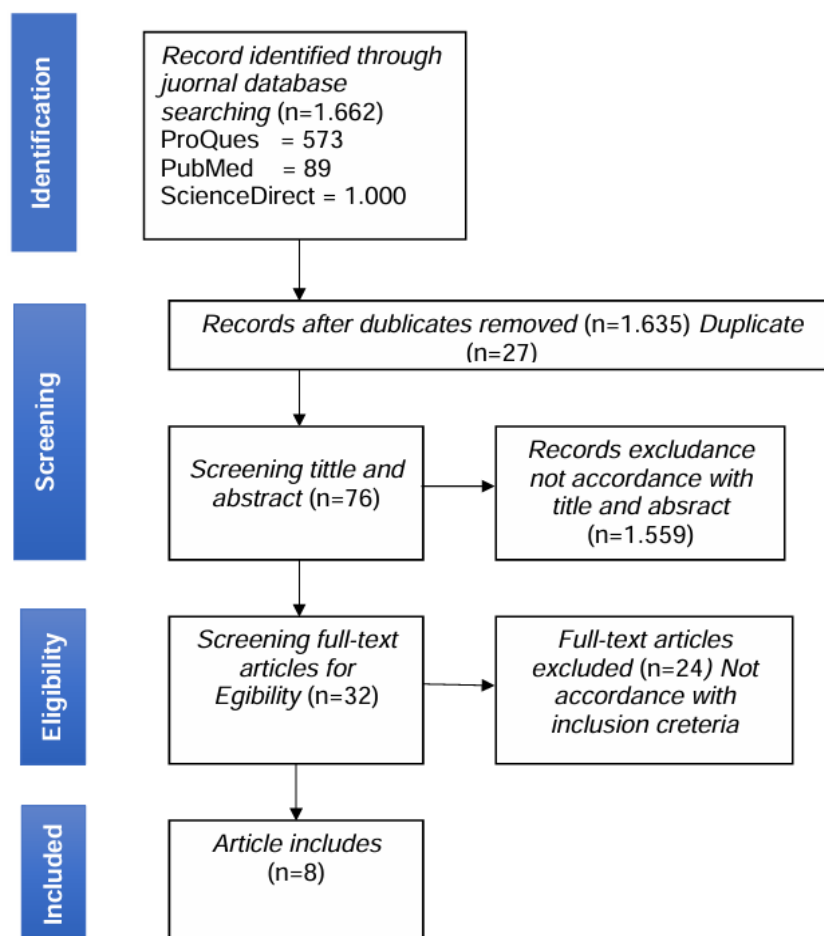 Identification
Record identified through
juornal database
searching (n=1.662)
ProQues = 573
PubMed = 89
ScienceDirect = 1.000
Screening
Records after dublicates removed (n=1.635) Duplicate
(n=27)
Screening tittle and
abstract (n=76)
Records excludance
not accordance with
title and absract
(n=1.559)
Eligibility
Screening full-text
articles for
Egibility (n=32)
Full-text articles
excluded (n=24) Not
accordance with
inclusion creteria
Included
Article includes
(n=8)